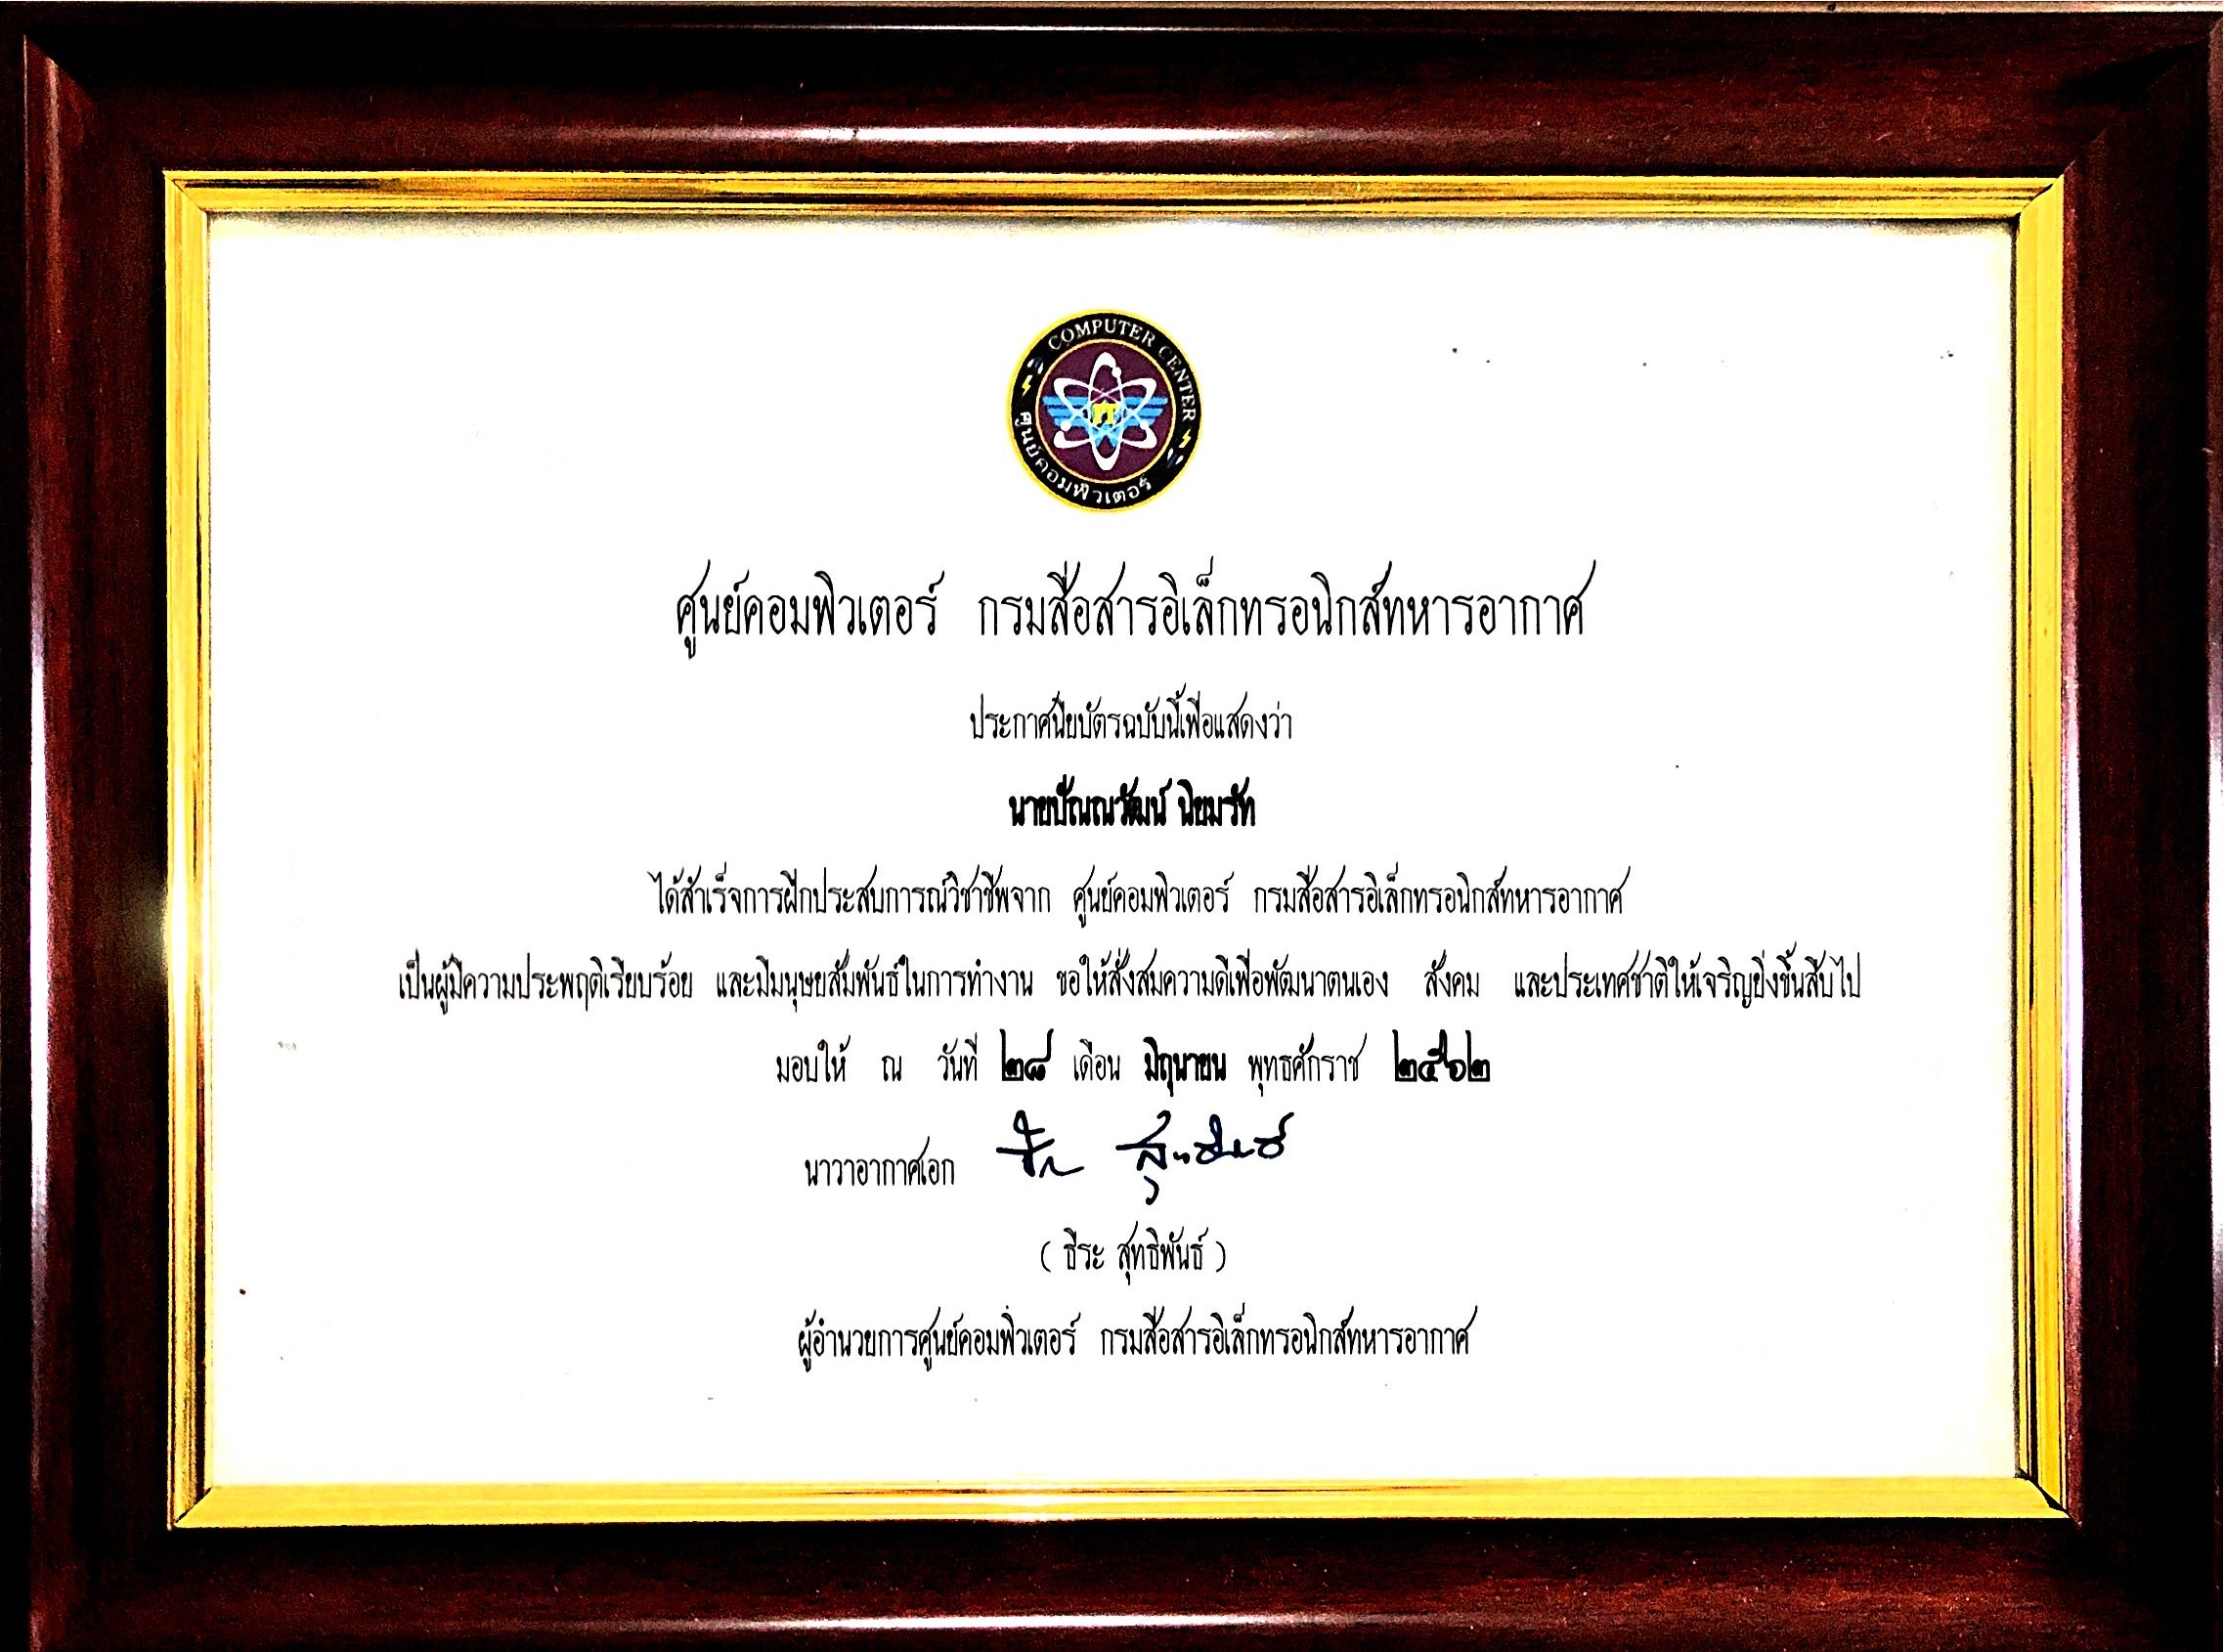 COMPUTER CENTER
ศูนย์คอมพิวเตอร์
ศูนย์คอมพิวเตอร์ กรมสื่อสารอิเล็กทรอนิกส์ทหารอากาศ
ประกาศนียบัตรฉบับนี้เพื่อแสดงว่า
นายปัณณวัฒน์ นิยมรัท
ได้สำเร็จการฝึกประสบการณ์วิชาชีพจาก ศูนย์คอมพิวเตอร์ กรมสื่อสารอิเล็กทรอนิกส์ทหารอากาศ
เป็นผู้มีความประพฤติเรียบร้อย และมีมนุษยสัมพันธ์ในการทำงาน ขอให้สั่งสมความดีเพื่อพัฒนาตนเอง สังคม และประเทศชาติให้เจริญยิ่งขึ้นสืบไป
มอบให้ ณ วันที่ ๒๘ เดือน มิถุนายน พุทธศักราช ๒๕๖๒
นาวาอากาศเอก
( ธีระ สุทธิพันธ์ )
ผู้อำนวยการศูนย์คอมพิ่วเตอร์ กรมสื่อสารอิเล็กทรอนิกส์ทหารอากาศ